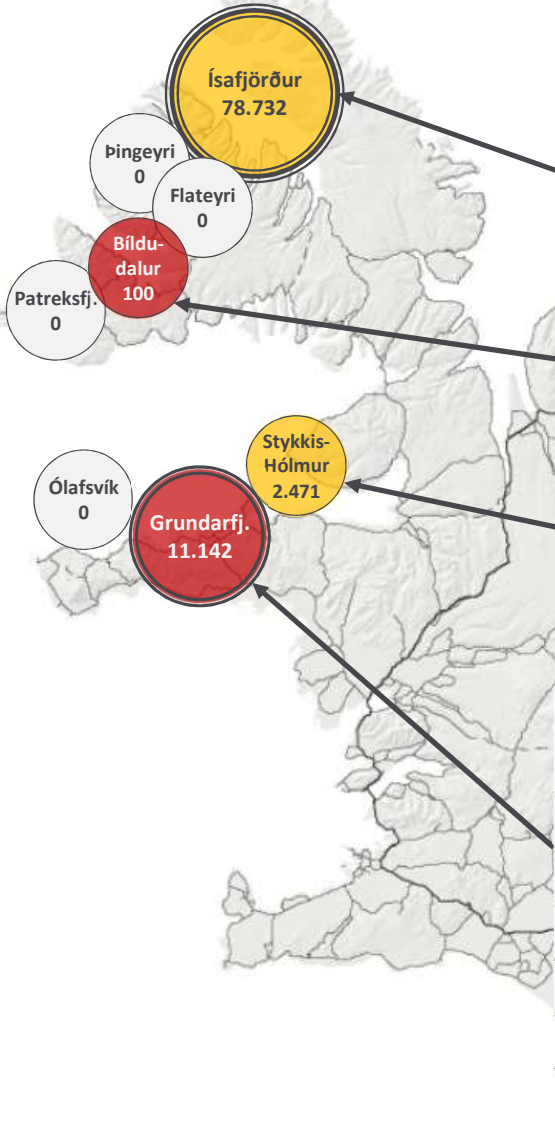 Ísafjörður
78.732
Þingeyri
0
Flateyri
0
Bíldu-
dalur
100
Patreksfj.
0
Stykkis-
Hólmur
2.471
Ólafsvík
0
Grundarfj.
11.142